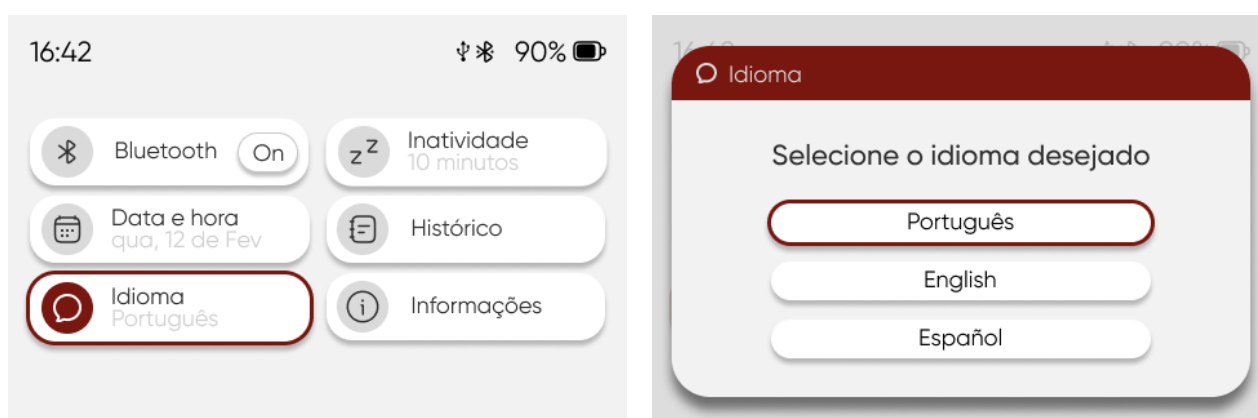 16:42 90%
Bluetooth On
Inatividade
10 minutos
Data e hora
qua, 12 de Fev
Histórico
Idioma
Português
Informações
Idioma
Selecione o idioma desejado
Português
English
Español